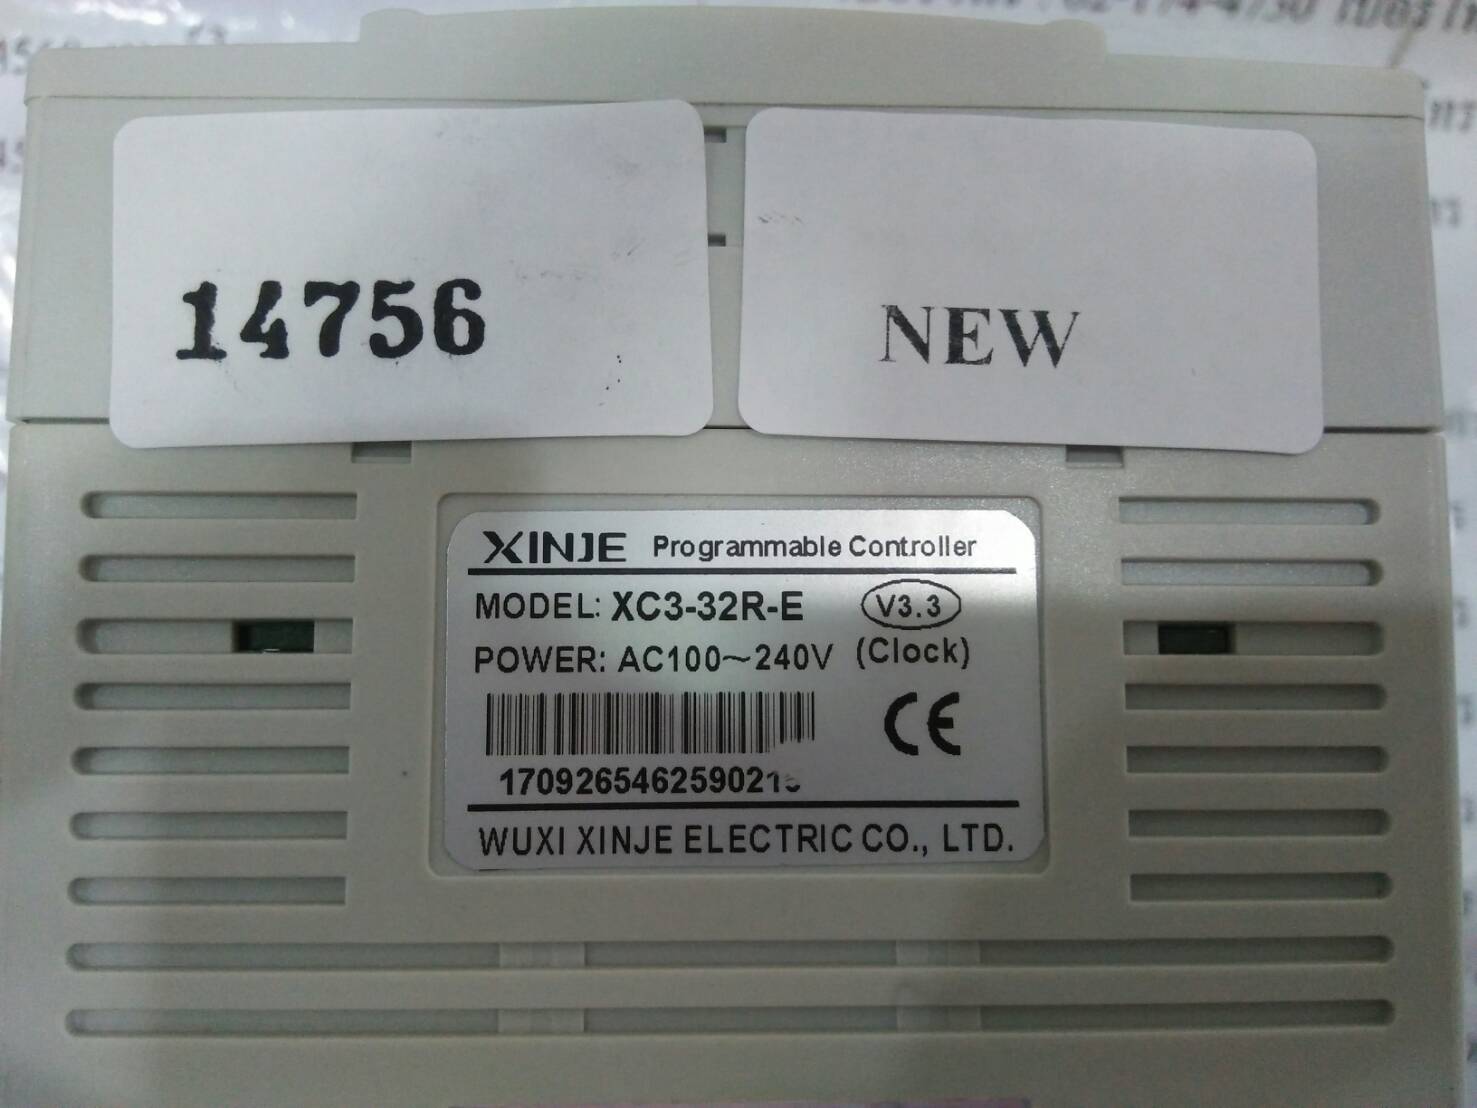 14756
NEW
XINJE Programmable Controller
MODEL: XC3-32R-E V3.3
POWER: AC100~240V (Clock)
CE
WUXI XINJE ELECTRIC CO., LTD.